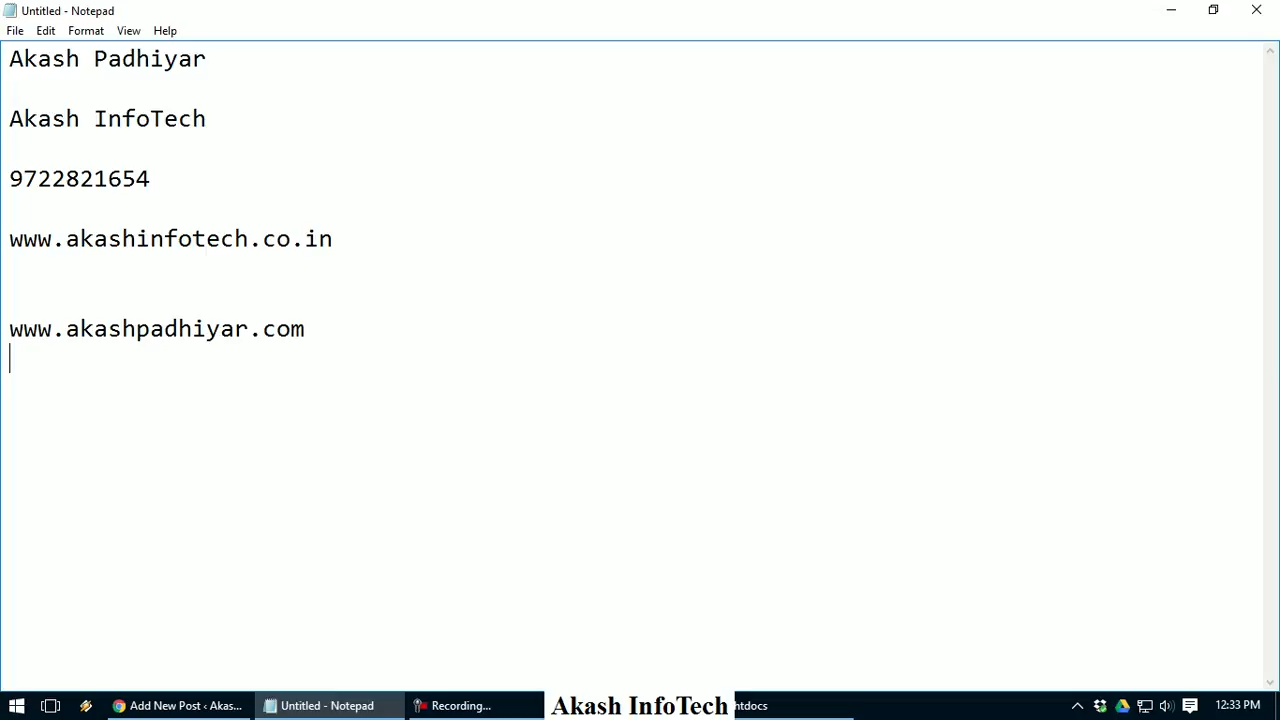 Untitled - Notepad
File Edit Format View Help
Akash Padhiyar
Akash InfoTech
9722821654
www.akashinfotech.co.in
www.akashpadhiyar.com
Add New Post ‹ Akas...
Untitled - Notepad
Recording...
Akash InfoTech
htdocs
12:33 PM